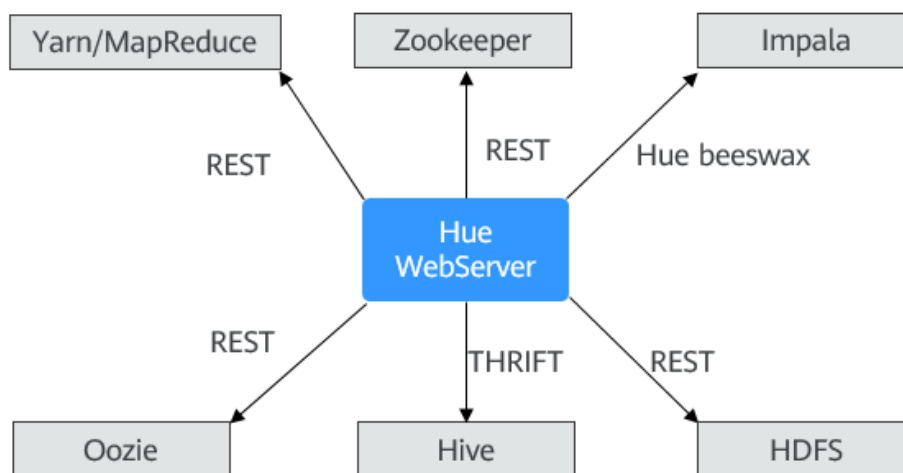 Yarn/MapReduce
Zookeeper
Impala
REST
REST
Hue beeswax
Hue
WebServer
REST
THRIFT
REST
Oozie
Hive
HDFS